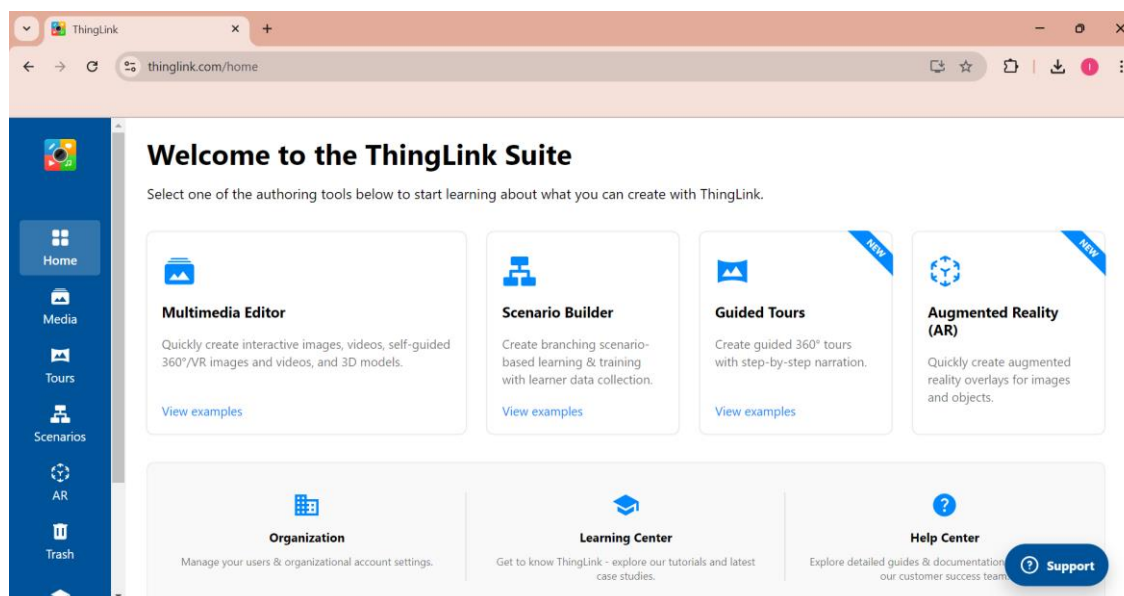 ThingLink
thinglink.com/home
I
Welcome to the ThingLink Suite
Select one of the authoring tools below to start learning about what you can create with ThingLink.
Home
Media
Tours
Scenarios
AR
Trash
Multimedia Editor
Quickly create interactive images, videos, self-guided
360°/VR images and videos, and 3D models.
View examples
Scenario Builder
Create branching scenario-
based learning & training
with learner data collection.
View examples
NEW
Guided Tours
Create guided 360° tours
with step-by-step narration.
View examples
NEW
Augmented Reality
(AR)
Quickly create augmented
reality overlays for images
and objects.
Organization
Manage your users & organizational account settings.
Learning Center
Get to know ThingLink - explore our tutorials and latest
case studies.
Help Center
Explore detailed guides & documentation
our customer success team
Support